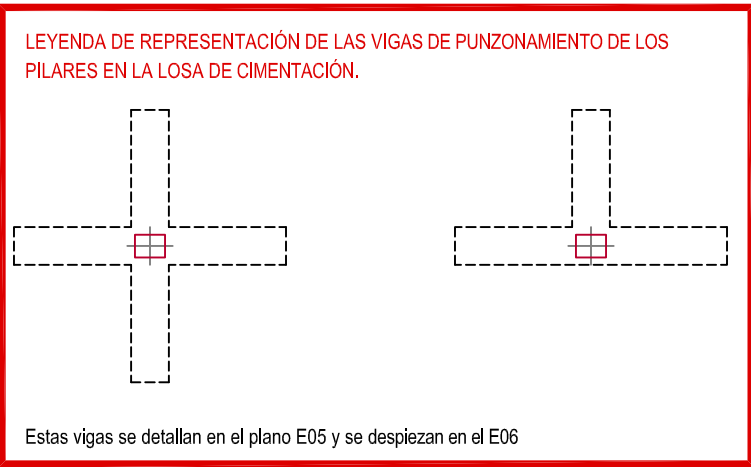 LEYENDA DE REPRESENTACIÓN DE LAS VIGAS DE PUNZONAMIENTO DE LOS
PILARES EN LA LOSA DE CIMENTACIÓN.
Estas vigas se detallan en el plano E05 y se despiezan en el E06